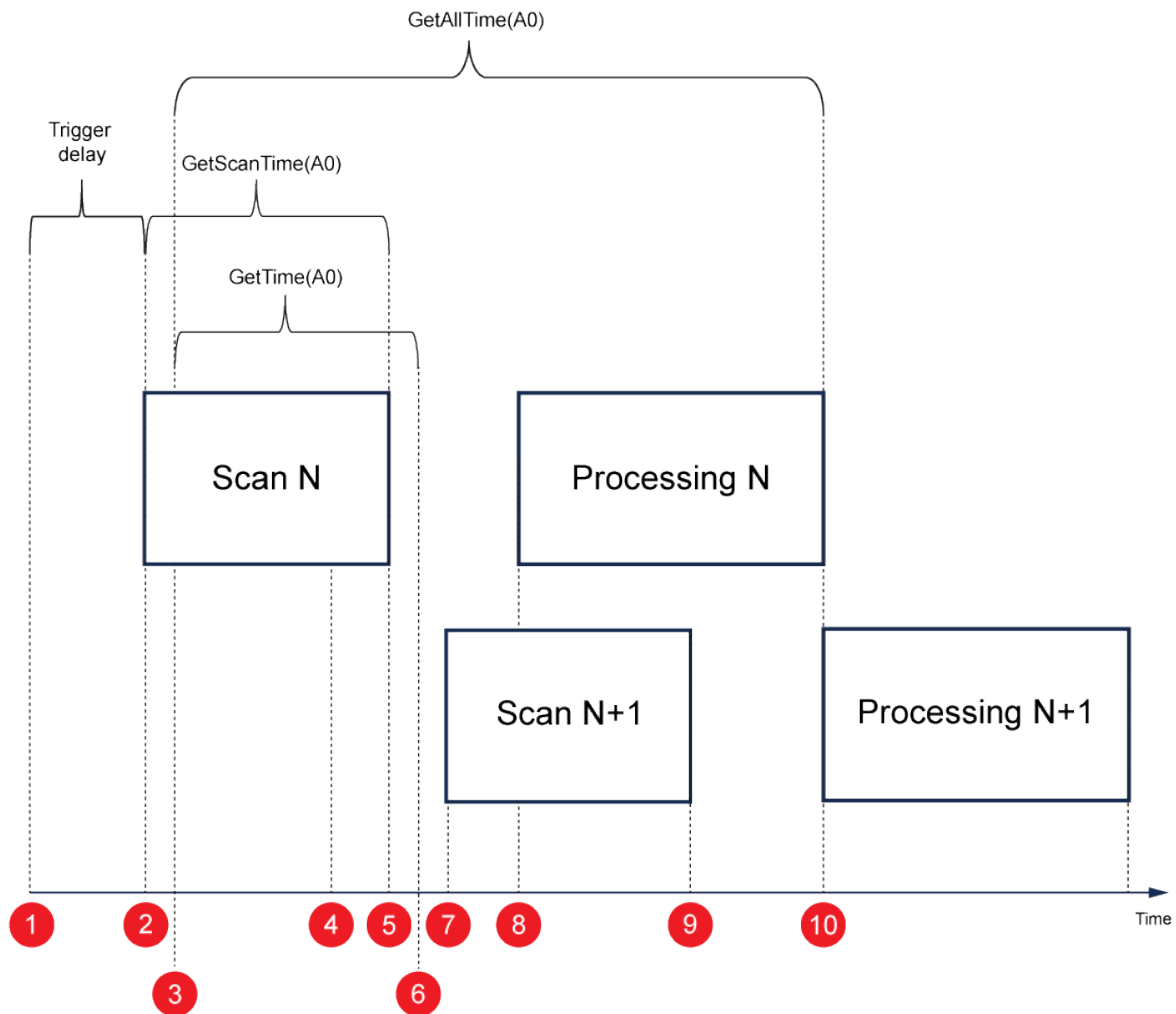 GetAllTime(A0)
Trigger
delay
GetScanTime(A0)
GetTime(A0)
Scan N
Processing N
Scan N+1
Processing N+1
1
2
4
5
7
8
9
10
Time
3
6